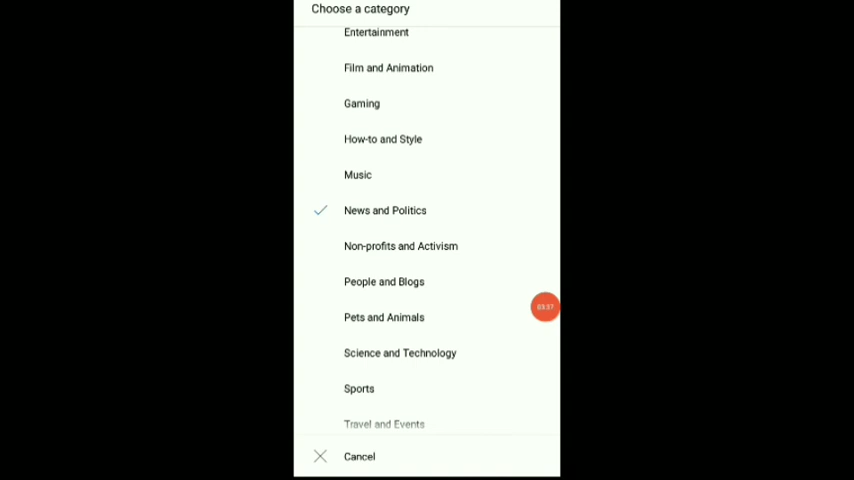 Choose a category
Entertainment
Film and Animation
Gaming
How-to and Style
Music
News and Politics
Non-profits and Activism
People and Blogs
Pets and Animals
Science and Technology
Sports
Travel and Events
Cancel